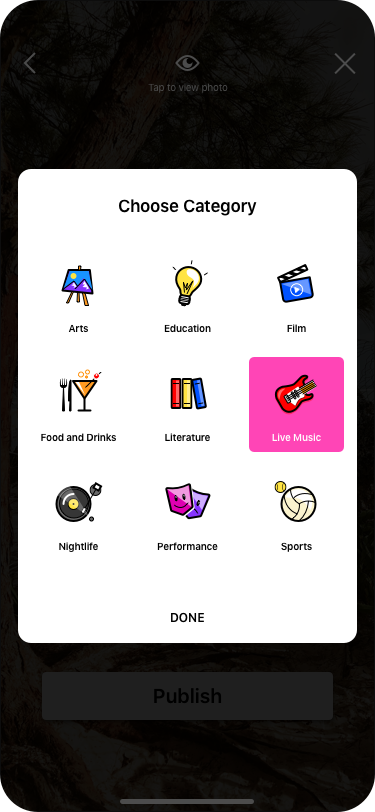 Tap to view photo
Choose Category
Arts
Education
Film
Food and Drinks
Literature
Live Music
Nightlife
Performance
Sports
DONE
Publish